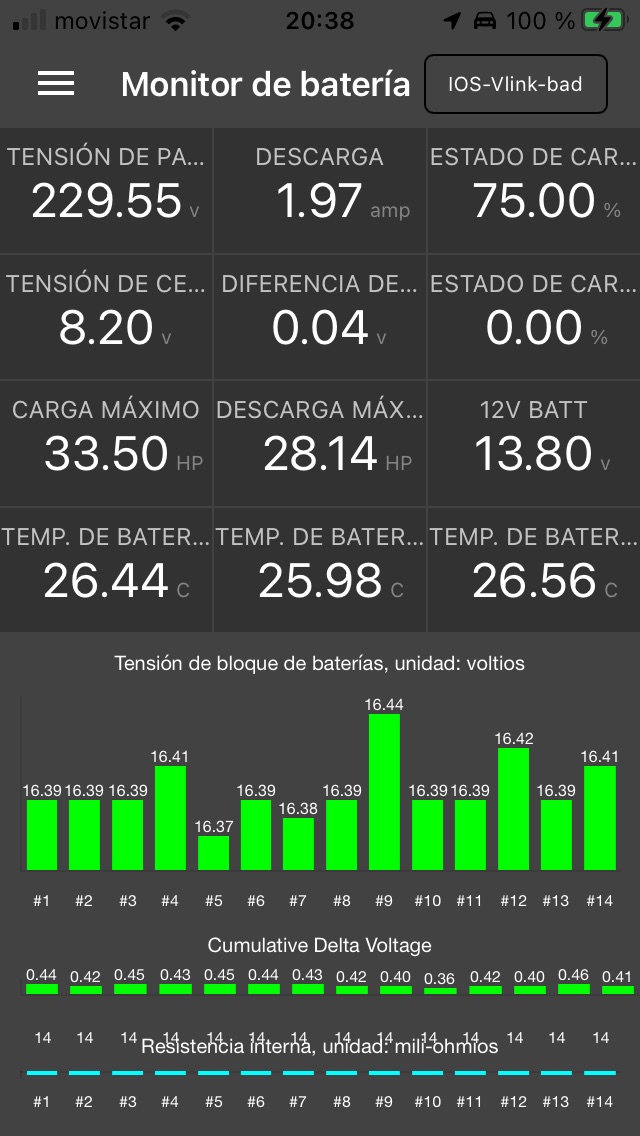 movistar 20:38 100 %
Monitor de batería IOS-Vlink-bad
TENSIÓN DE PA... DESCARGA ESTADO DE CAR...
229.55 v 1.97 amp 75.00 %
TENSIÓN DE CE... DIFERENCIA DE... ESTADO DE CAR...
8.20 v 0.04 v 0.00 %
CARGA MÁXIMO DESCARGA MÁX... 12V BATT
33.50 HP 28.14 HP 13.80 v
TEMP. DE BATER... TEMP. DE BATER... TEMP. DE BATER...
26.44 C 25.98 C 26.56 C
Tensión de bloque de baterías, unidad: voltios
16.39 16.39 16.39 16.41 16.37 16.39 16.38 16.39 16.44 16.39 16.39 16.42 16.39 16.41
#1 #2 #3 #4 #5 #6 #7 #8 #9 #10 #11 #12 #13 #14
Cumulative Delta Voltage
0.44 0.42 0.45 0.43 0.45 0.44 0.43 0.42 0.40 0.36 0.42 0.40 0.46 0.41
14 14 14 14 14 14 14 14 14 14 14 14 14 14
Resistencia interna, unidad: mili-ohmios
#1 #2 #3 #4 #5 #6 #7 #8 #9 #10 #11 #12 #13 #14